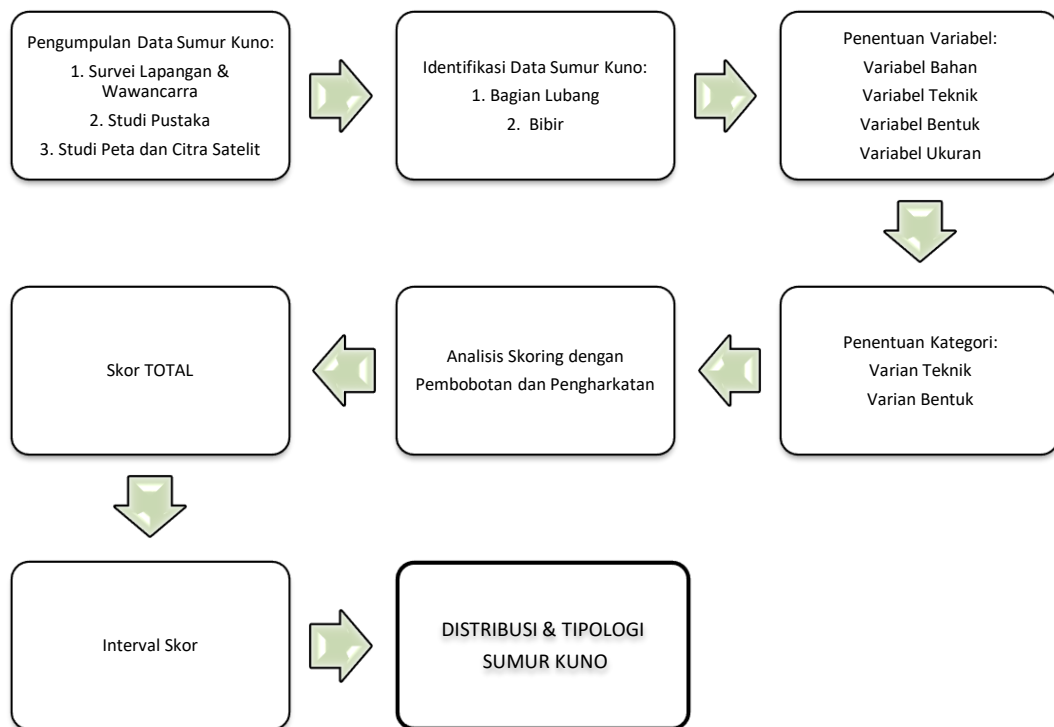 Pengumpulan Data Sumur Kuno:
1. Survei Lapangan &
Wawancarra
2. Studi Pustaka
3. Studi Peta dan Citra Satelit
Identifikasi Data Sumur Kuno:
1. Bagian Lubang
2. Bibir
Penentuan Variabel:
Variabel Bahan
Variabel Teknik
Variabel Bentuk
Variabel Ukuran
Penentuan Kategori:
Varian Teknik
Varian Bentuk
Analisis Skoring dengan
Pembobotan dan Pengharkatan
Skor TOTAL
Interval Skor
DISTRIBUSI & TIPOLOGI
SUMUR KUNO